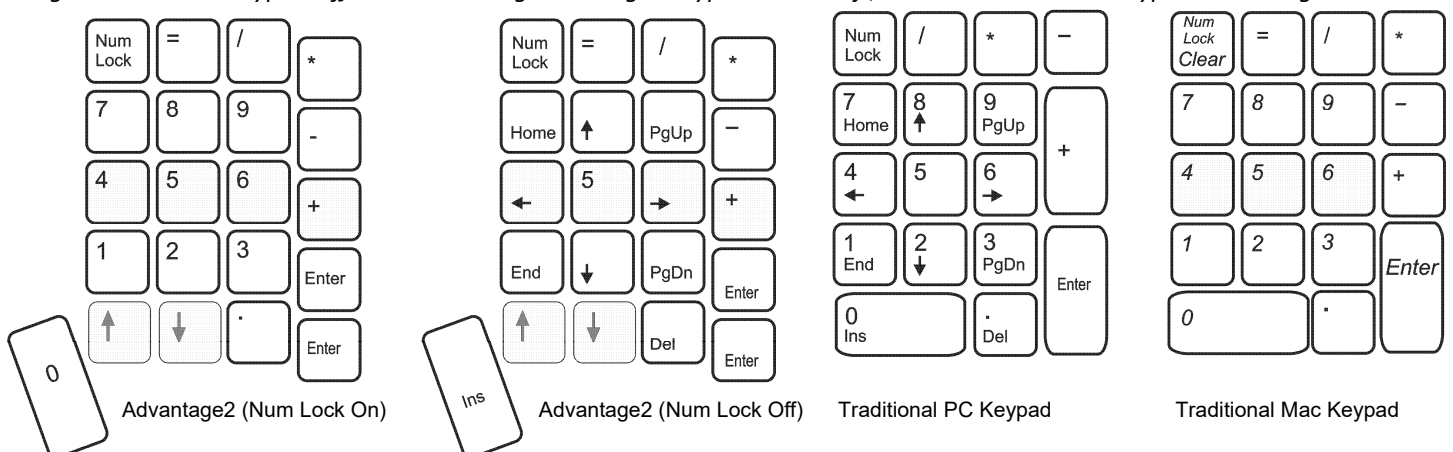 Num
Lock
=
/
*
7
8
9
-
4
5
6
+
1
2
3
Enter
.
Enter
0
Advantage2 (Num Lock On)
Num
Lock
=
/
*
Home
PgUp
–
5
+
End
PgDn
Enter
Del
Enter
Ins
Advantage2 (Num Lock Off)
Num
Lock
/
*
–
7
Home
8
9
PgUp
+
4
5
6
1
End
2
3
PgDn
Enter
0
Ins
.
Del
Traditional PC Keypad
Num
Lock
Clear
=
/
*
7
8
9
–
4
5
6
+
1
2
3
Enter
0
.
Traditional Mac Keypad